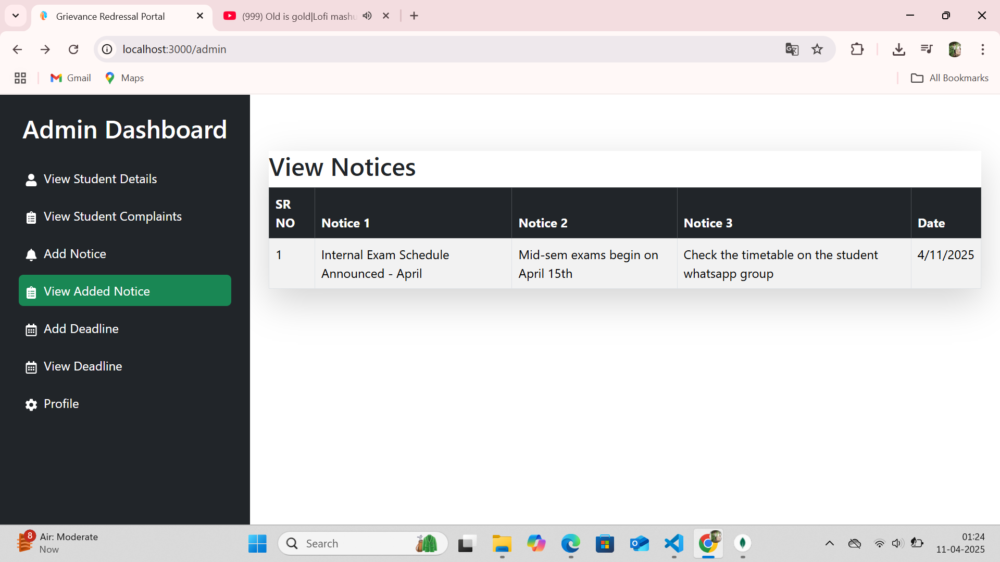 Grievance Redressal Portal
(999) Old is gold|Lofi mashu
localhost:3000/admin
Gmail
Maps
All Bookmarks
Admin Dashboard
View Student Details
View Student Complaints
Add Notice
View Added Notice
Add Deadline
View Deadline
Profile
View Notices
SR
NO
Notice 1
Notice 2
Notice 3
Date
1
Internal Exam Schedule
Announced - April
Mid-sem exams begin on
April 15th
Check the timetable on the student
whatsapp group
4/11/2025
8
Air: Moderate
Now
Search
01:24
11-04-2025